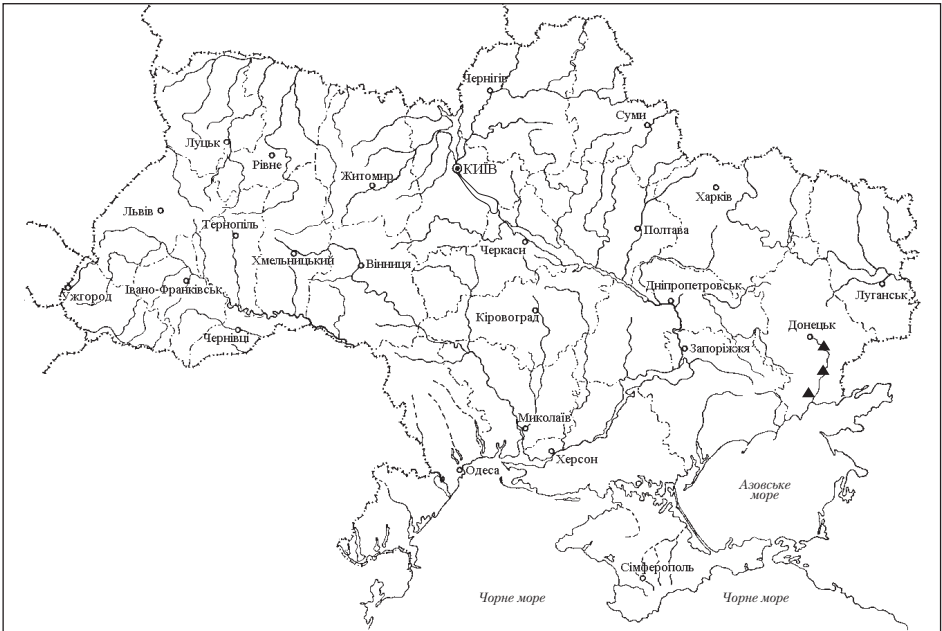 Чернігів
Суми
Луцьк
Рівне
КИЇВ
Житомир
Харків
Львів
Тернопіль
Полтава
Черкаси
Хмельницький
Вінниця
Ужгород
Івано-Франківськ
Дніпропетровськ
Луганськ
Кіровоград
Донецьк
Чернівці
Запоріжжя
Миколаїв
Херсон
Одеса
Азовське
море
Сімферополь
Чорне море
Чорне море